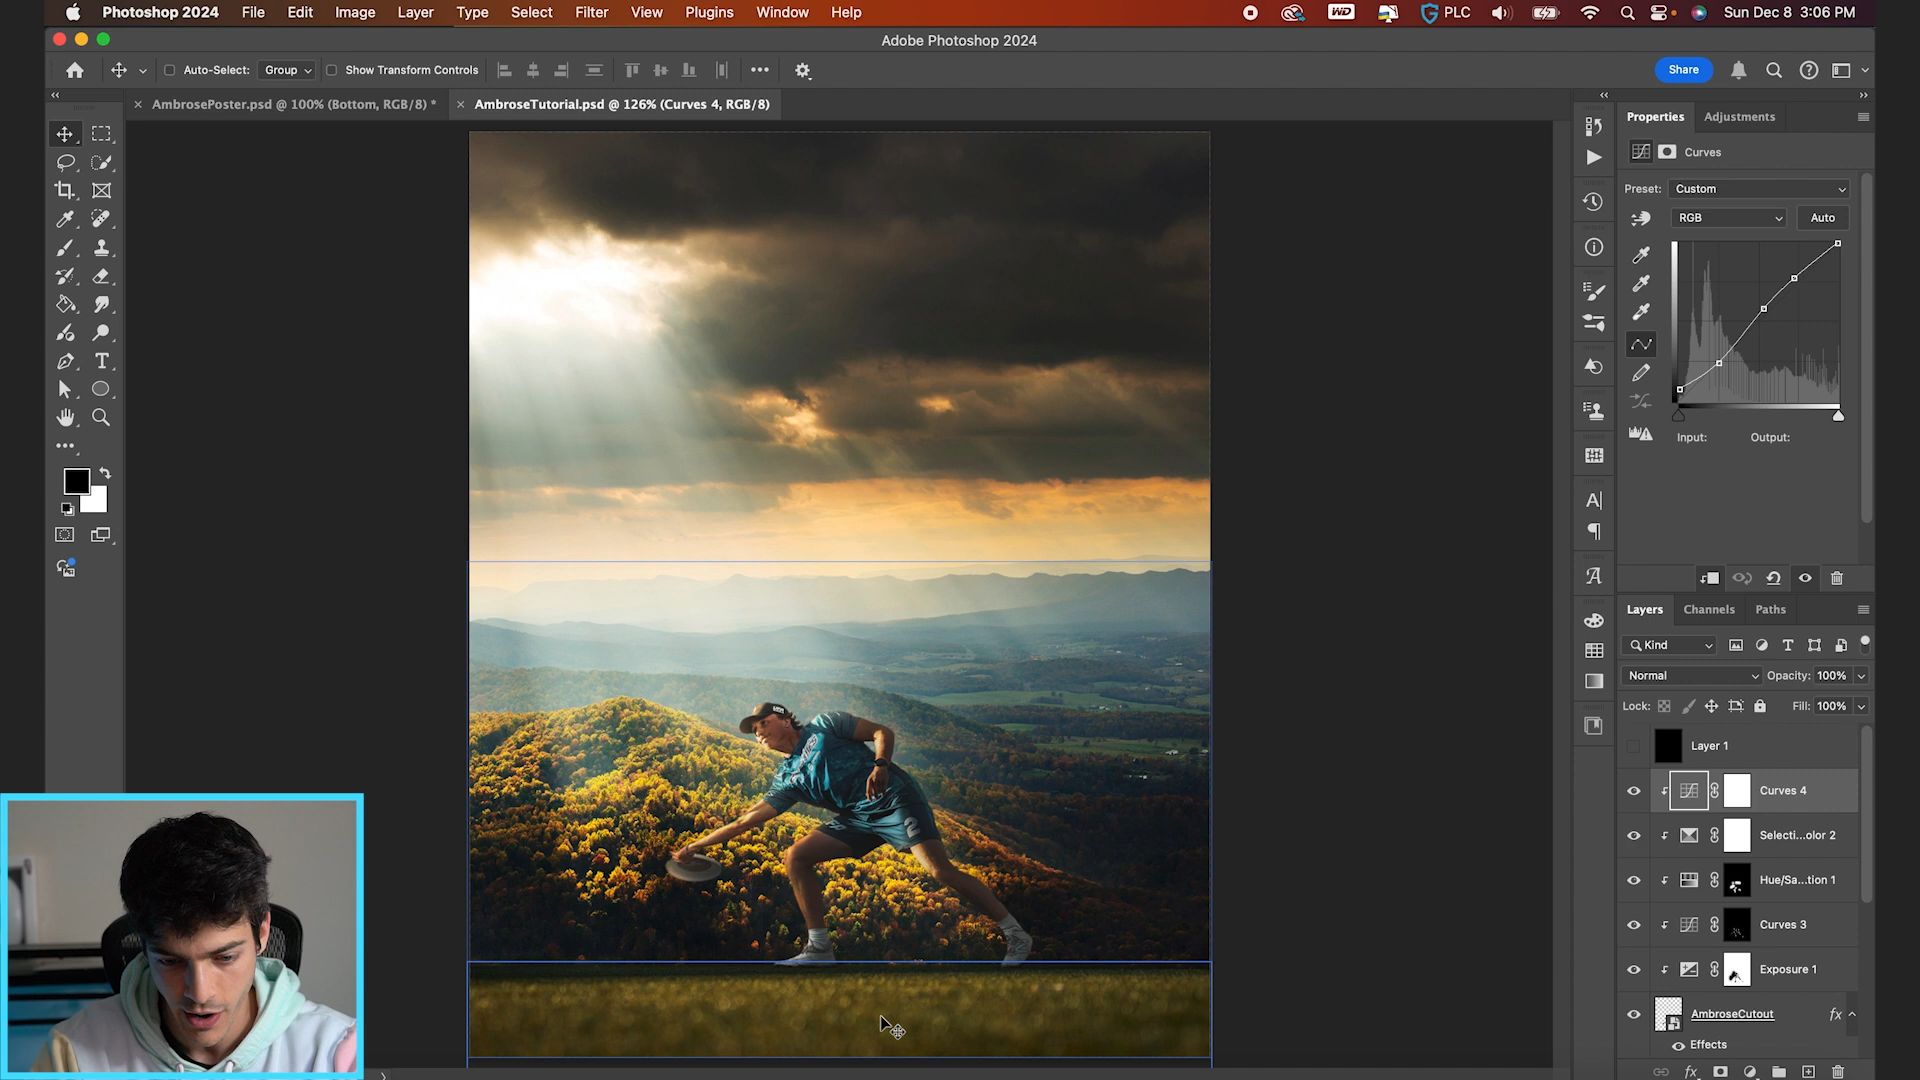 Photoshop 2024 File Edit Image Layer Type Select Filter View Plugins Window Help
WD PLC Sun Dec 8 3:06 PM
Adobe Photoshop 2024
Auto-Select: Group Show Transform Controls Share
AmbrosePoster.psd @ 100% (Bottom, RGB/8) *
AmbroseTutorial.psd @ 126% (Curves 4, RGB/8)
Properties Adjustments
Curves
Preset: Custom
RGB Auto
Input: Output:
Layers Channels Paths
Kind
Normal Opacity: 100%
Lock: Fill: 100%
Layer 1
Curves 4
Selecti...olor 2
Hue/Sa...tion 1
Curves 3
Exposure 1
AmbroseCutout fx
Effects
fx
2